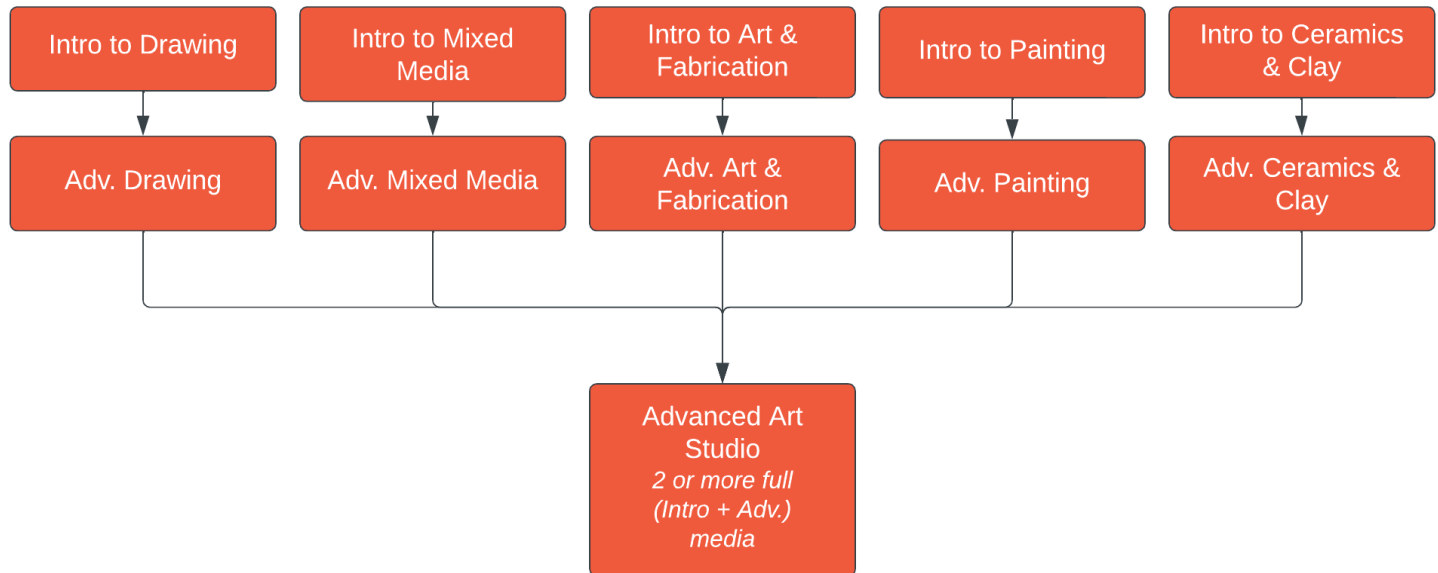 Intro to Drawing
Intro to Mixed
Media
Intro to Art &
Fabrication
Intro to Painting
Intro to Ceramics
& Clay
Adv. Drawing
Adv. Mixed Media
Adv. Art &
Fabrication
Adv. Painting
Adv. Ceramics &
Clay
Advanced Art
Studio
2 or more full
(Intro + Adv.)
media